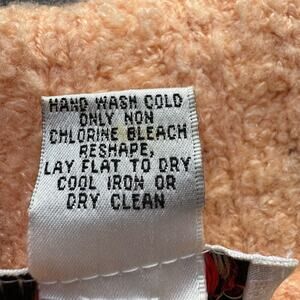 HAND WASH COLD
ONLY NON
CHLORINE BLEACH
RESHAPE,
LAY FLAT TO DRY
COOL IRON OR
DRY CLEAN